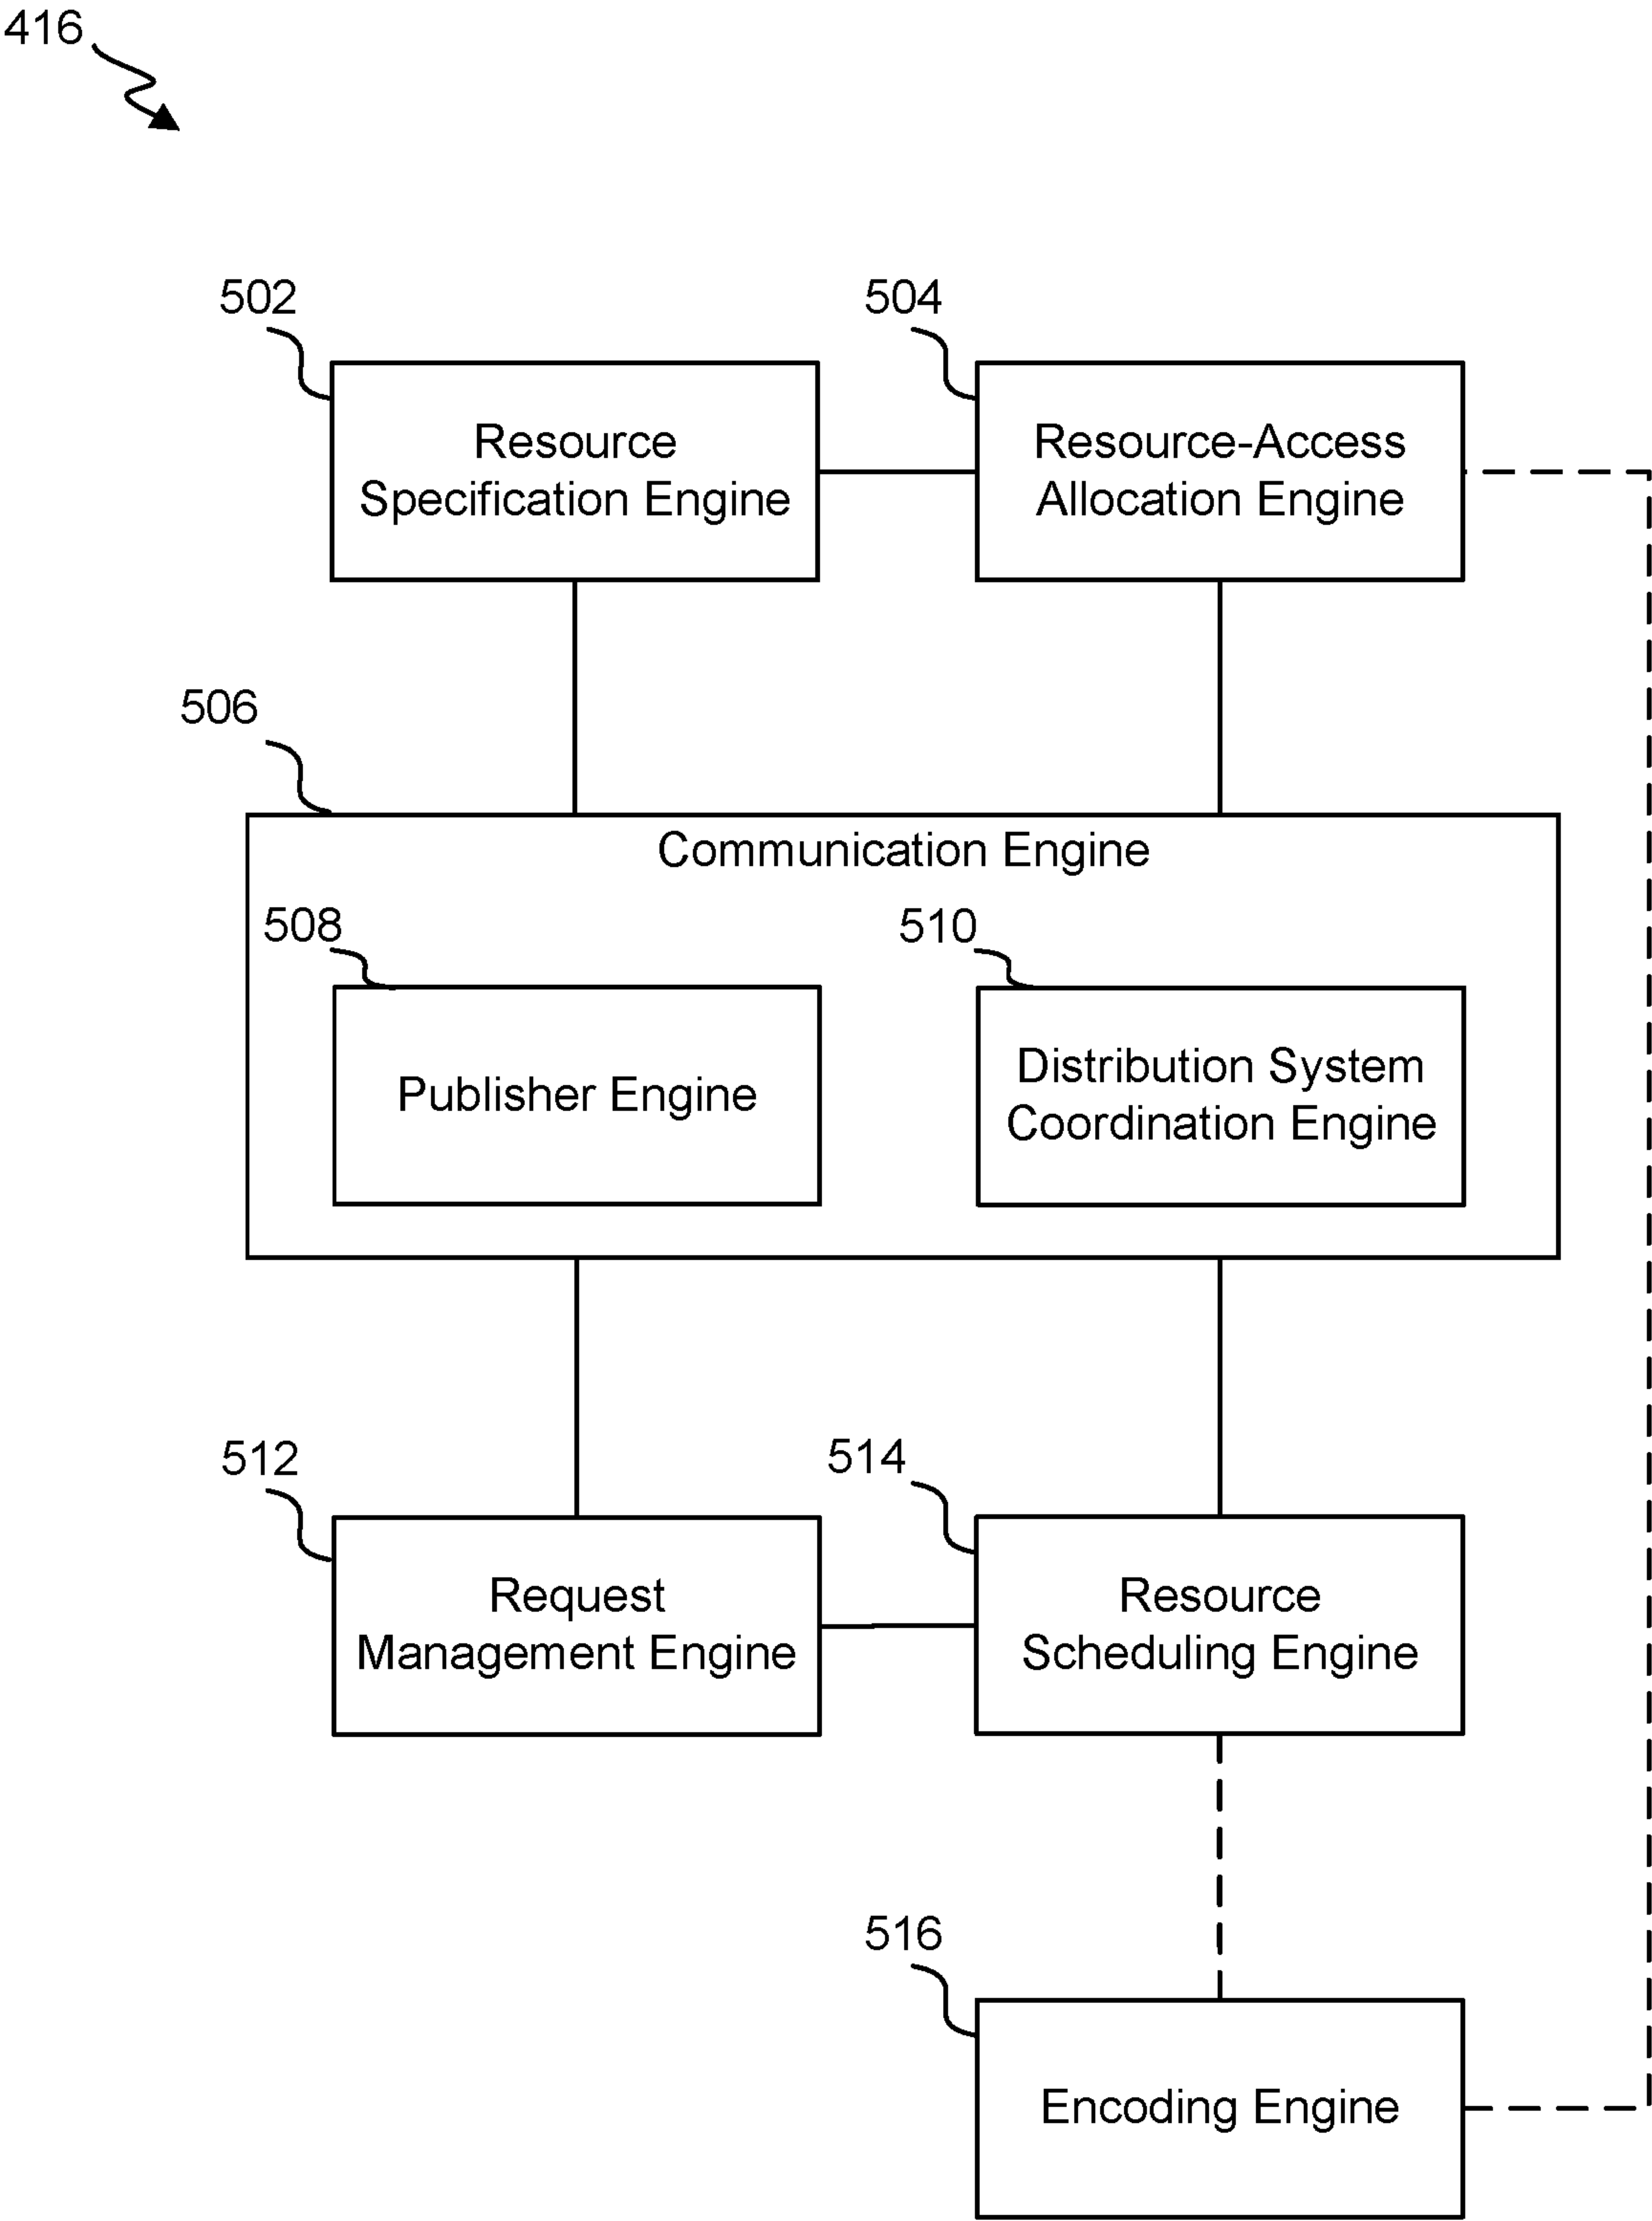 416
502
504
Resource
Specification Engine
Resource-Access
Allocation Engine
506
Communication Engine
508
510
Publisher Engine
Distribution System
Coordination Engine
512
514
Request
Management Engine
Resource
Scheduling Engine
516
Encoding Engine